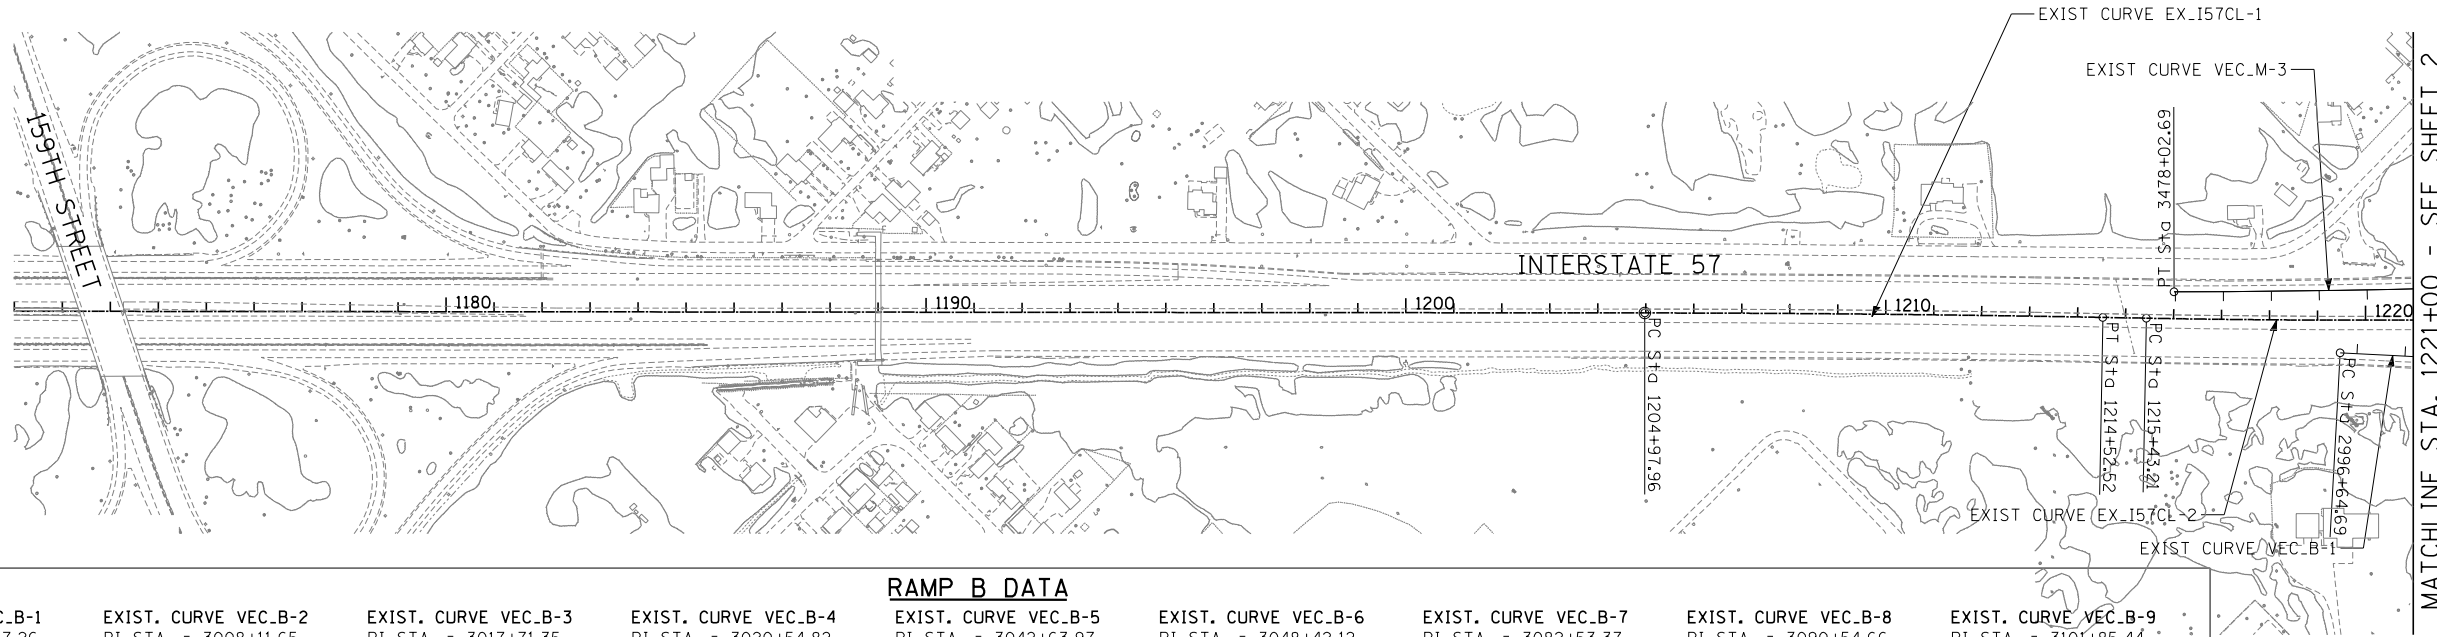 EXIST CURVE EX_I57CL-1
EXIST CURVE VEC_M-3
159TH STREET
PT Sta 3478+02.69
INTERSTATE 57
1180
1190
1200
1210
1220
PC Sta 1204+97.96
PT Sta 1214+52.52
PC Sta 1215+43.21
PC Sta 2996+64.69
EXIST CURVE EX_I57CL-2
EXIST CURVE VEC_B-1
MATCHLINE STA. 1221+00 - SEE SHEET 2
RAMP B DATA
C_B-1 EXIST. CURVE VEC_B-2 EXIST. CURVE VEC_B-3 EXIST. CURVE VEC_B-4 EXIST. CURVE VEC_B-5 EXIST. CURVE VEC_B-6 EXIST. CURVE VEC_B-7 EXIST. CURVE VEC_B-8 EXIST. CURVE VEC_B-9